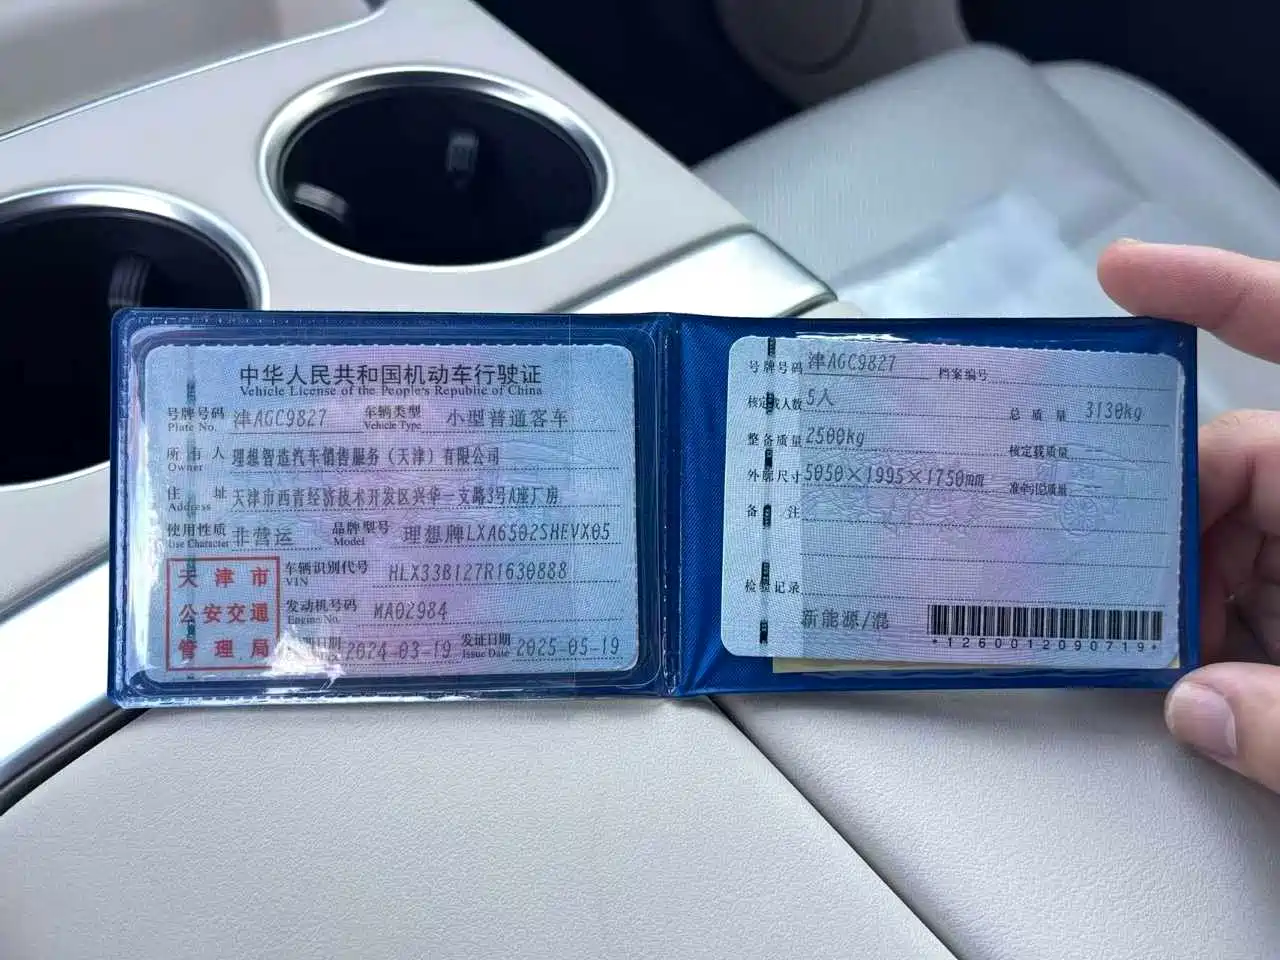 中华人民共和国机动车行驶证
Vehicle License of the People's Republic of China
号牌号码 津AGC9827 车辆类型 小型普通客车
Plate No. Vehicle Type
所有人 理想智造汽车销售服务（天津）有限公司
Owner
住址 天津市西青经济技术开发区兴华一支路3号A座厂房
Address
使用性质 非营运 品牌型号 理想牌LXA6502SHEVX05
Use Character Model
天津市
公安交通
管理局
车辆识别代号 HLX33B127R1630888
VIN
发动机号码 MA02984
Engine No.
日期 2024-03-19 发证日期 2025-05-19
Issue Date
号牌号码 津AGC9827 档案编号
核定载人数 5人 总质量 3130kg
整备质量 2500kg 核定载质量 --
外廓尺寸 5050×1995×1750mm 准牵引总质量 --
备注
检验记录
新能源/混
*1260012090719*